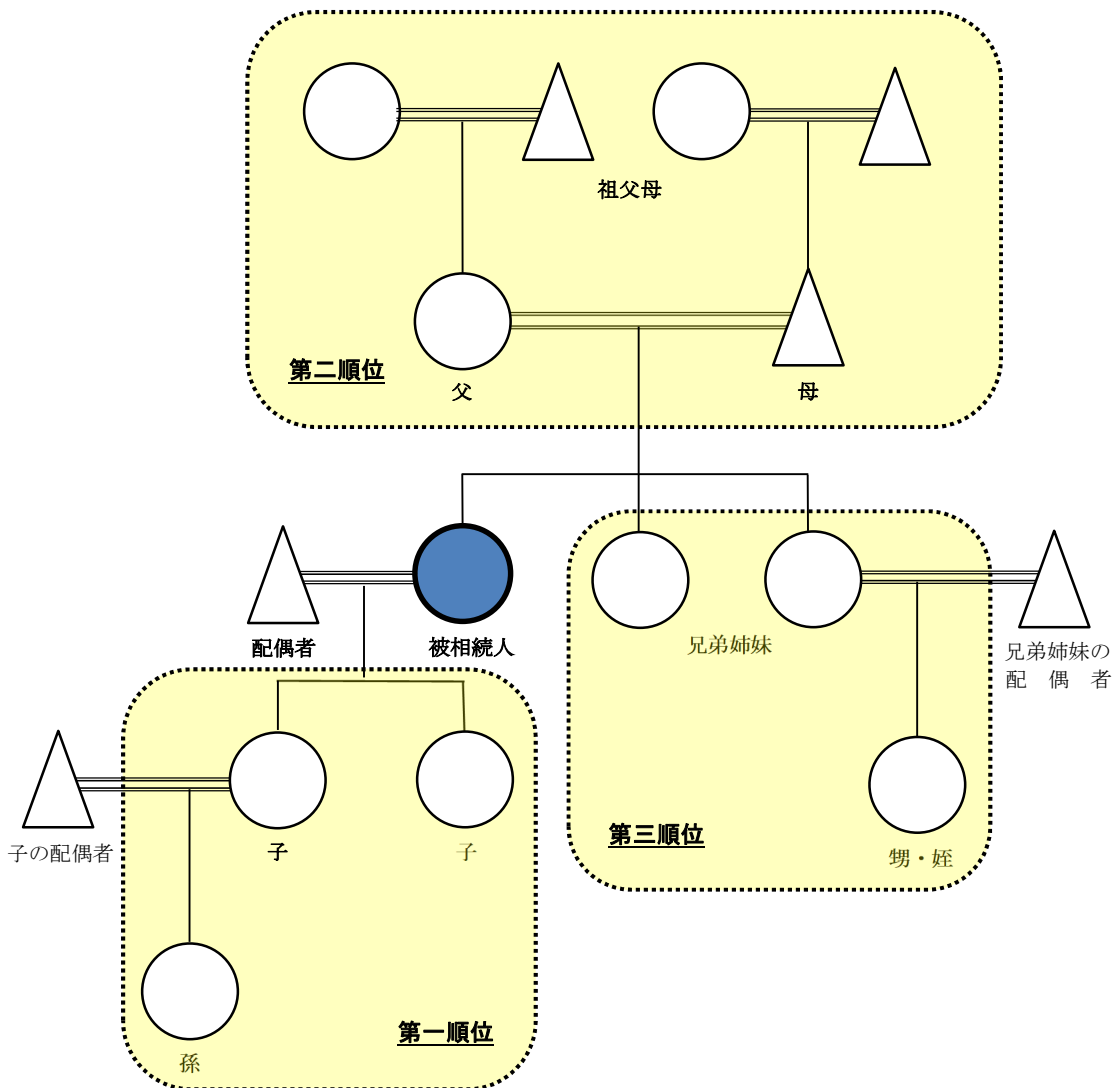 祖父母
第二順位
父
母
配偶者
被相続人
兄弟姉妹
兄弟姉妹の
配偶者
子の配偶者
子
子
第三順位
甥・姪
第一順位
孫